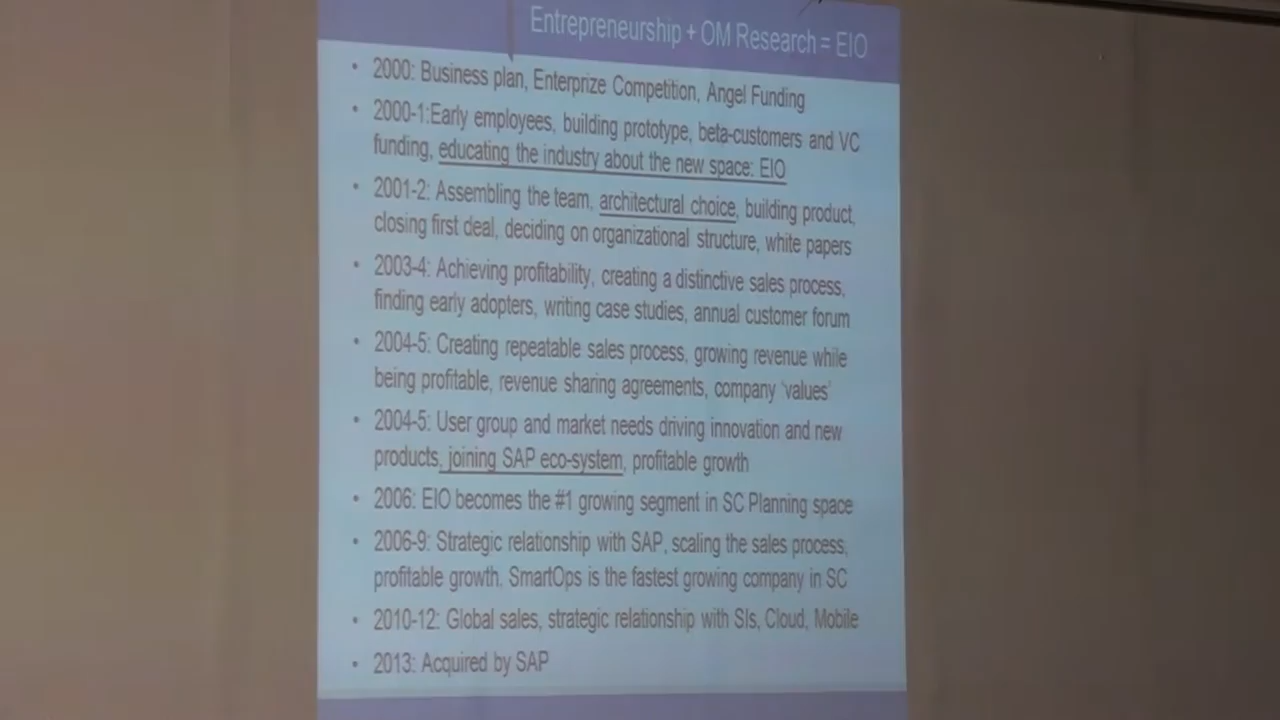 Entrepreneurship + OM Research = EIO
• 2000: Business plan, Enterprize Competition, Angel Funding
• 2000-1:Early employees, building prototype, beta-customers and VC
funding, educating the industry about the new space: EIO
• 2001-2: Assembling the team, architectural choice, building product,
closing first deal, deciding on organizational structure, white papers
• 2003-4: Achieving profitability, creating a distinctive sales process,
finding early adopters, writing case studies, annual customer forum
• 2004-5: Creating repeatable sales process, growing revenue while
being profitable, revenue sharing agreements, company 'values'
• 2004-5: User group and market needs driving innovation and new
products, joining SAP eco-system, profitable growth
• 2006: EIO becomes the #1 growing segment in SC Planning space
• 2006-9: Strategic relationship with SAP, scaling the sales process,
profitable growth. SmartOps is the fastest growing company in SC
• 2010-12: Global sales, strategic relationship with SIs, Cloud, Mobile
• 2013: Acquired by SAP